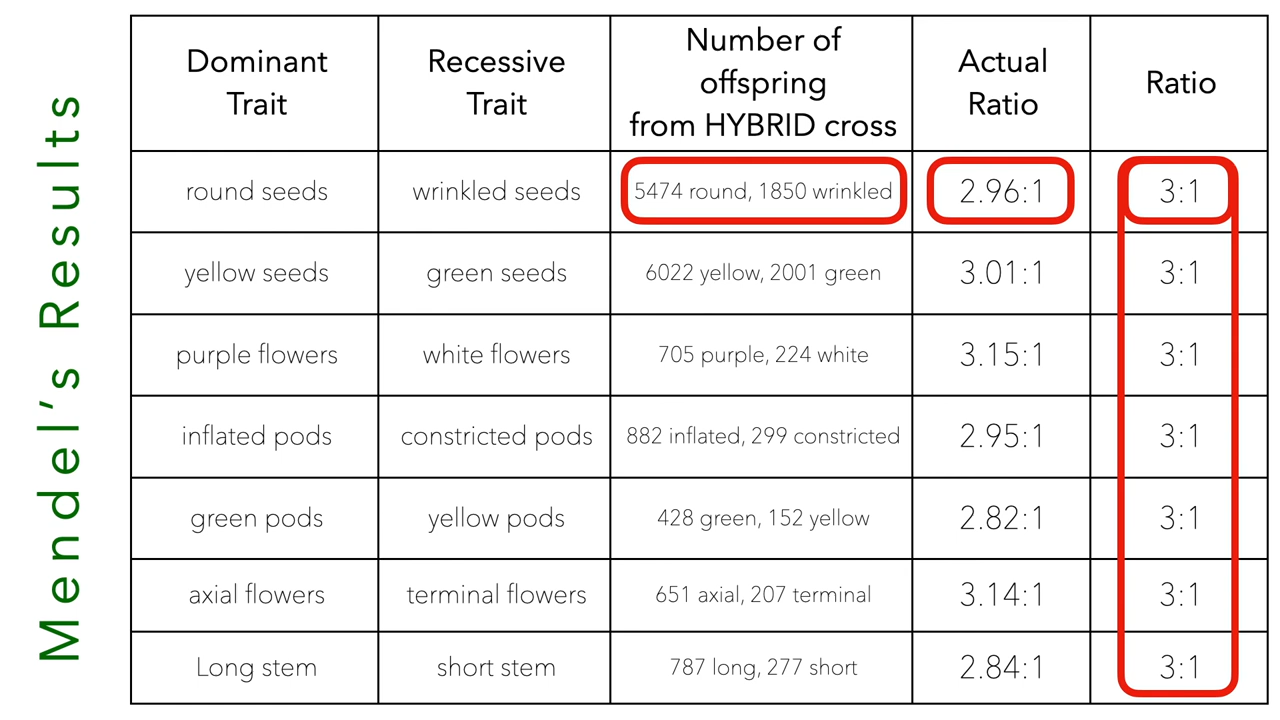 Mendel's Results
Dominant
Trait
Recessive
Trait
Number of
offspring
from HYBRID cross
Actual
Ratio
Ratio
round seeds
wrinkled seeds
5474 round, 1850 wrinkled
2.96:1
3:1
yellow seeds
green seeds
6022 yellow, 2001 green
3.01:1
3:1
purple flowers
white flowers
705 purple, 224 white
3.15:1
3:1
inflated pods
constricted pods
882 inflated, 299 constricted
2.95:1
3:1
green pods
yellow pods
428 green, 152 yellow
2.82:1
3:1
axial flowers
terminal flowers
651 axial, 207 terminal
3.14:1
3:1
Long stem
short stem
787 long, 277 short
2.84:1
3:1